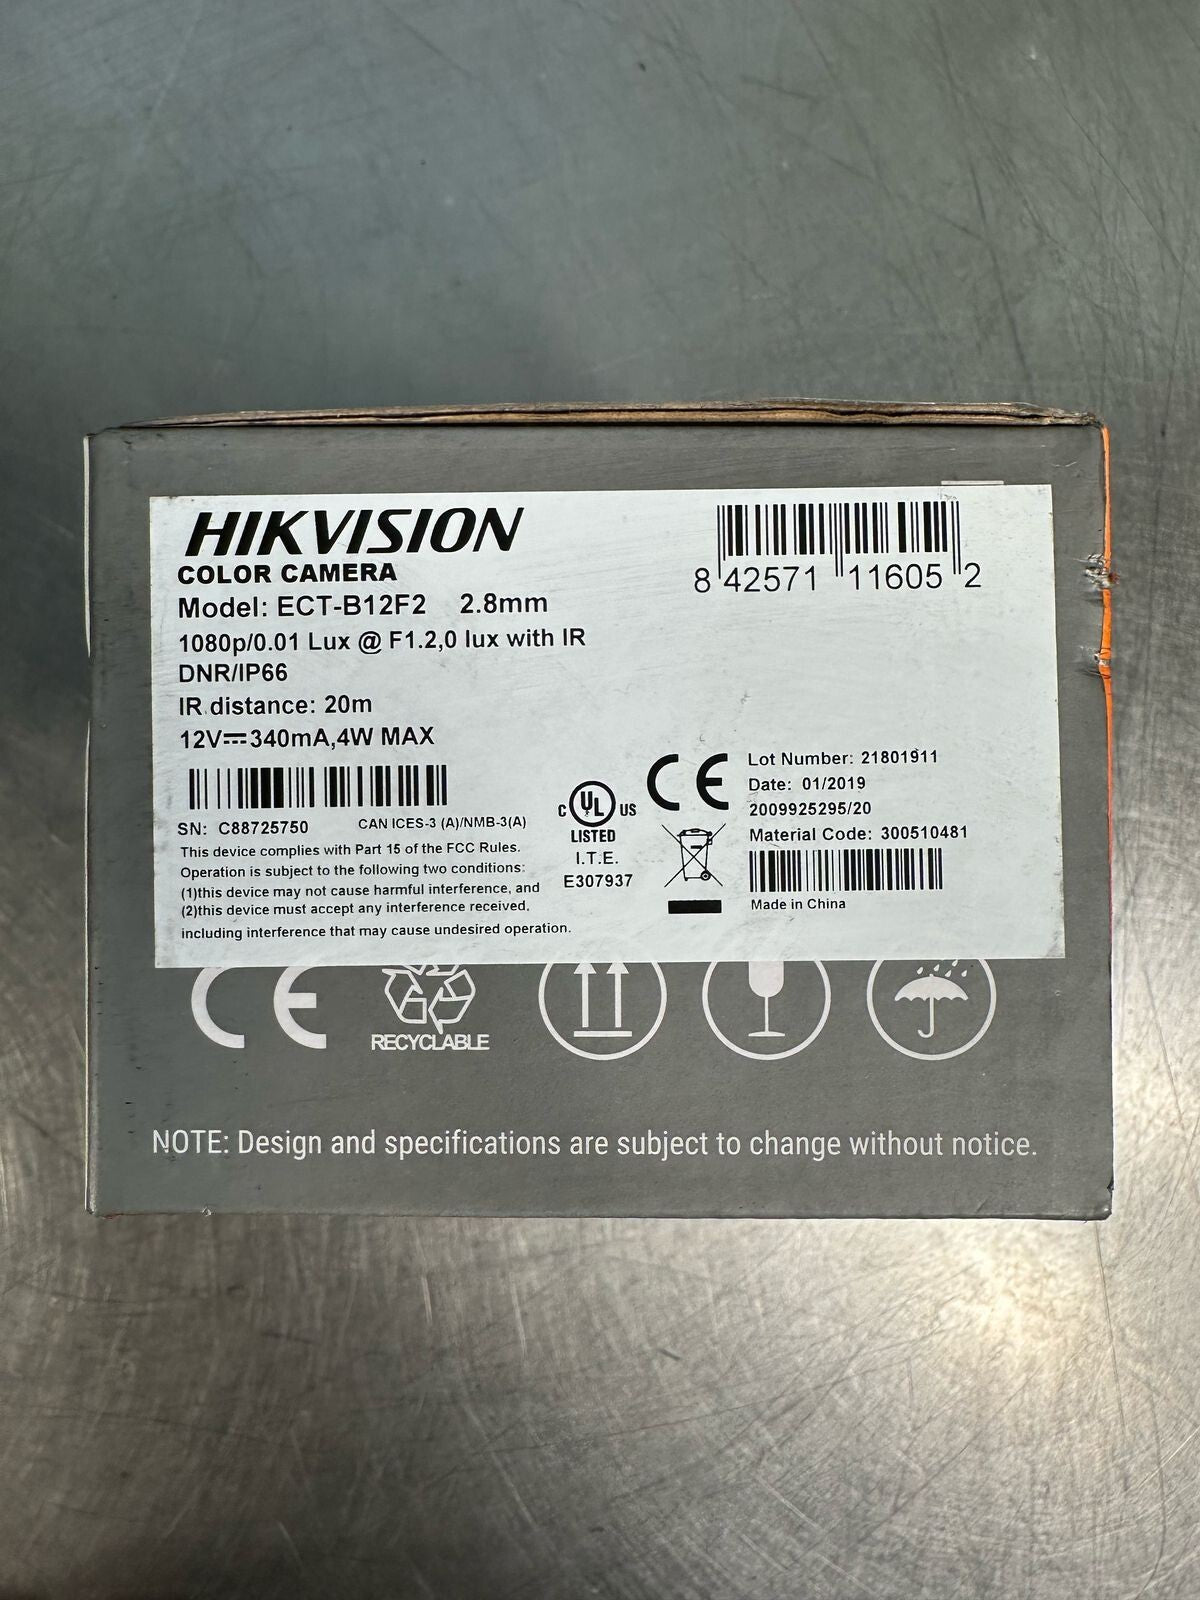 HIKVISION
COLOR CAMERA
Model: ECT-B12F2 2.8mm
1080p/0.01 Lux @ F1.2,0 lux with IR
DNR/IP66
IR distance: 20m
12V⎓340mA,4W MAX
SN: C88725750 CAN ICES-3 (A)/NMB-3(A)
This device complies with Part 15 of the FCC Rules.
Operation is subject to the following two conditions:
(1)this device may not cause harmful interference, and
(2)this device must accept any interference received,
including interference that may cause undesired operation.
8 42571 11605 2
C UL US
LISTED
I.T.E.
E307937
CE
Lot Number: 21801911
Date: 01/2019
2009925295/20
Material Code: 300510481
Made in China
CE
RECYCLABLE
NOTE: Design and specifications are subject to change without notice.